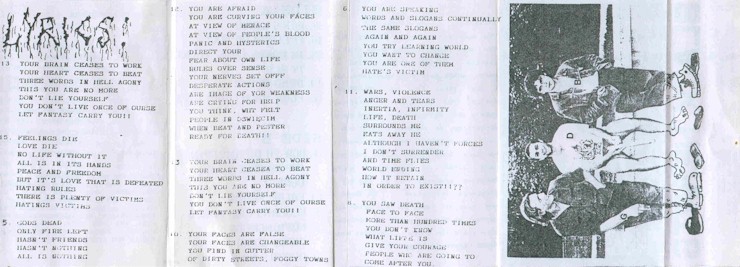 LYRICS!
13. YOUR BRAIN CEASES TO WORK
YOUR HEART CEASES TO BEAT
THREE WORDS IN HELL AGONY
THIS YOU ARE NO MORE
DON'T LIE YOURSELF
YOU DON'T LIVE ONCE OF OURSE
LET FANTASY CARRY YOU!!
15. FEELINGS DIE
LOVE DIE
NO LIFE WITHOUT IT
ALL IS IN ITS HANDS
PEACE AND FREEDOM
BUT IT'S LOVE THAT IS DEFEATED
HATING RULES
THERE IS PLENTY OF VICTIMS
HATING VICTIMS
5. GODS DEAD
ONLY FIRE LEFT
HASN'T FRIENDS
HASN'T NOTHING
ALL IS NOTHING
12. YOU ARE AFRAID
YOU ARE CURVING YOUR FACES
AT VIEW OF MENACE
AT VIEW OF PEOPLE'S BLOOD
PANIC AND HYSTERICS
DIRECT YOUR
FEAR ABOUT OWN LIFE
RULES OVER SENSE
YOUR NERVES SET OFFF
DESPERATE ACTIONS
ARE IMAGE OF YOR WEAKNESS
ARE CRYING FOR HELP
YOU THINK, WHY FELT
PEOPLE IN OSWIECIM
WHEN BEAT AND FESTER
READY FOR DEATH!!
13 YOUR BRAIN CEASES TO WORK
YOUR HEART CEASES TO BEAT
THREE WORDS IN HELL AGONY
THIS YOU ARE NO MORE
DON'T LIE YOURSELF
YOU DON'T LIVE ONCE OF OURSE
LET FANTASY CARRY YOU!!
YOUR FACES ARE FALSE
YOUR FACES ARE CHANGEABLE
YOU FIND IN GUTTER
OF DIRTY STREETS, FOGGY TOWNS
6. YOU ARE SPEAKING
WORDS AND SLOGANS CONTINUALLY
THE SAME SLOGANS
AGAIN AND AGAIN
YOU TRY LEARNING WORLD
YOU WANT TO CHANGE
YOU ARE ONE OF THEM
HATE'S VICTIM
11. WARS, VIOLENCE
ANGER AND TEARS
INERTIA, INFIRMITY
LIFE, DEATH
SURROUNDS ME
EATS AWAY ME
ALTHOUGH I HAVEN'T FORCES
I DON'T SURRENDER
AND TIME FLIES
WORLD ERDING
HOW IT RETAIN
IN ORDER TO EXIST!!??
8. YOU SAW DEATH
FACE TO FACE
MORE THAN HUNDRED TIMES
YOU DON'T KNOW
WHAT LIFFE IS
GIVE YOUR COURAGE
PEOPLE WHO ARE GOING TO
COME AFTER YOU.